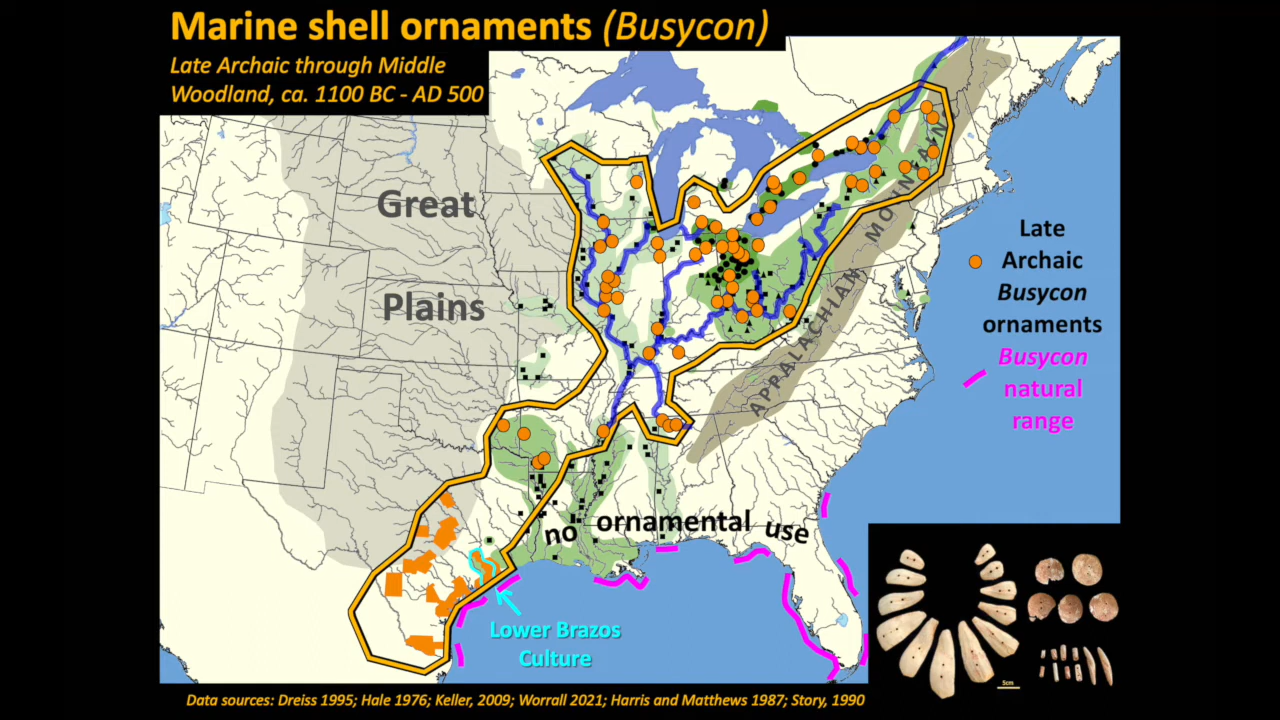 Marine shell ornaments (Busycon)
Late Archaic through Middle
Woodland, ca. 1100 BC - AD 500
Great
Plains
APPALACHIAN MOUNTAIN
Late
Archaic
Busycon
ornaments
Busycon
natural
range
no ornamental use
Lower Brazos
Culture
5cm
Data sources: Dreiss 1995; Hale 1976; Keller, 2009; Worrall 2021; Harris and Matthews 1987; Story, 1990